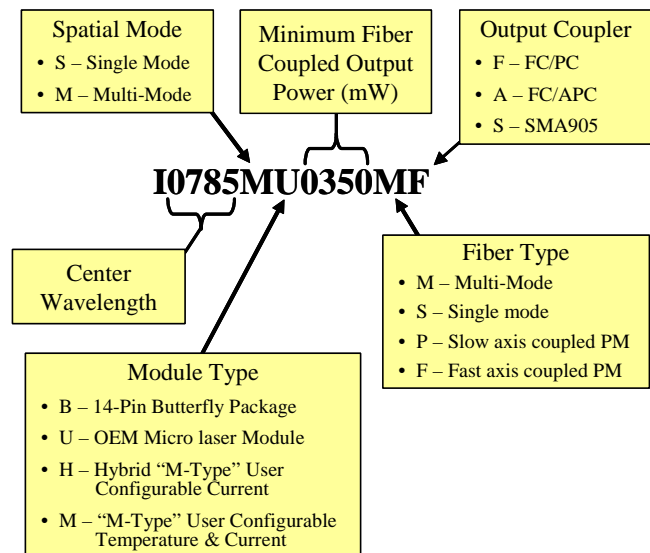 Spatial Mode
• S – Single Mode
• M – Multi-Mode
Minimum Fiber
Coupled Output
Power (mW)
Output Coupler
• F – FC/PC
• A – FC/APC
• S – SMA905
I0785MU0350MF
Center
Wavelength
Fiber Type
• M – Multi-Mode
• S – Single mode
• P – Slow axis coupled PM
• F – Fast axis coupled PM
Module Type
• B – 14-Pin Butterfly Package
• U – OEM Micro laser Module
• H – Hybrid “M-Type” User
Configurable Current
• M – “M-Type” User Configurable
Temperature & Current